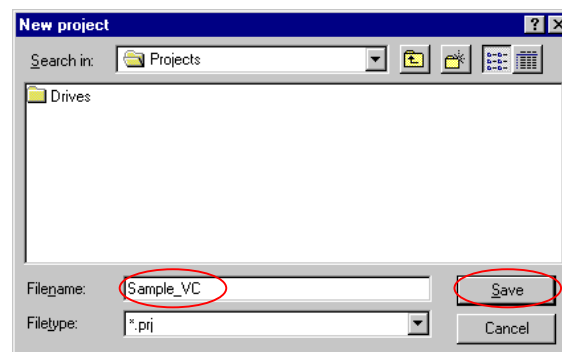 New project
Search in: Projects
Drives
Filename: Sample_VC
Save
Filetype: *.prj
Cancel